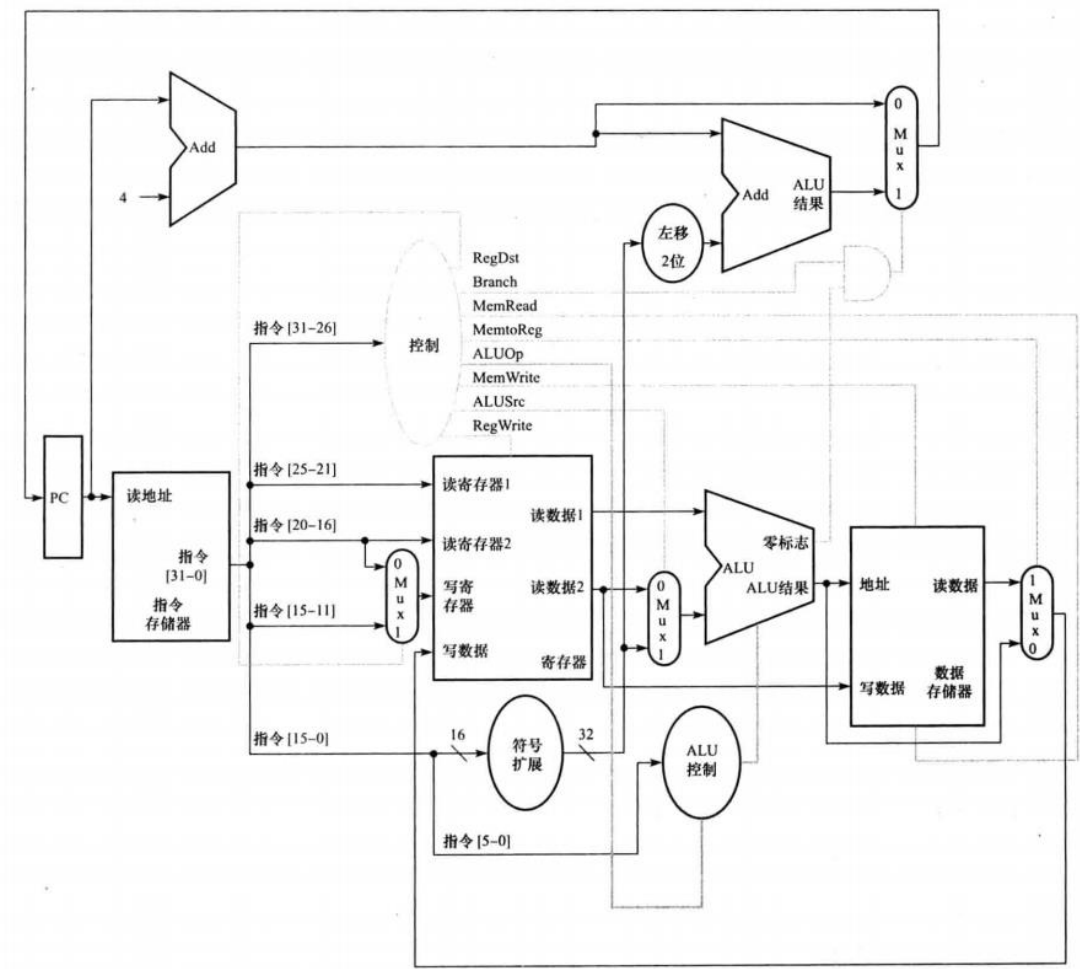 Add
4
0
Mux
1
Add
ALU
结果
左移
2位
RegDst
Branch
MemRead
MemtoReg
ALUOp
MemWrite
ALUSrc
RegWrite
控制
指令 [31-26]
PC
读地址
指令
[31-0]
指令
存储器
指令 [25-21]
指令 [20-16]
指令 [15-11]
0
Mux
1
读寄存器1
读寄存器2
写寄
存器
写数据
读数据1
读数据2
寄存器
0
Mux
1
零标志
ALU
ALU结果
地址
读数据
写数据
数据
存储器
1
Mux
0
指令 [15-0]
16
符号
扩展
32
ALU
控制
指令 [5-0]